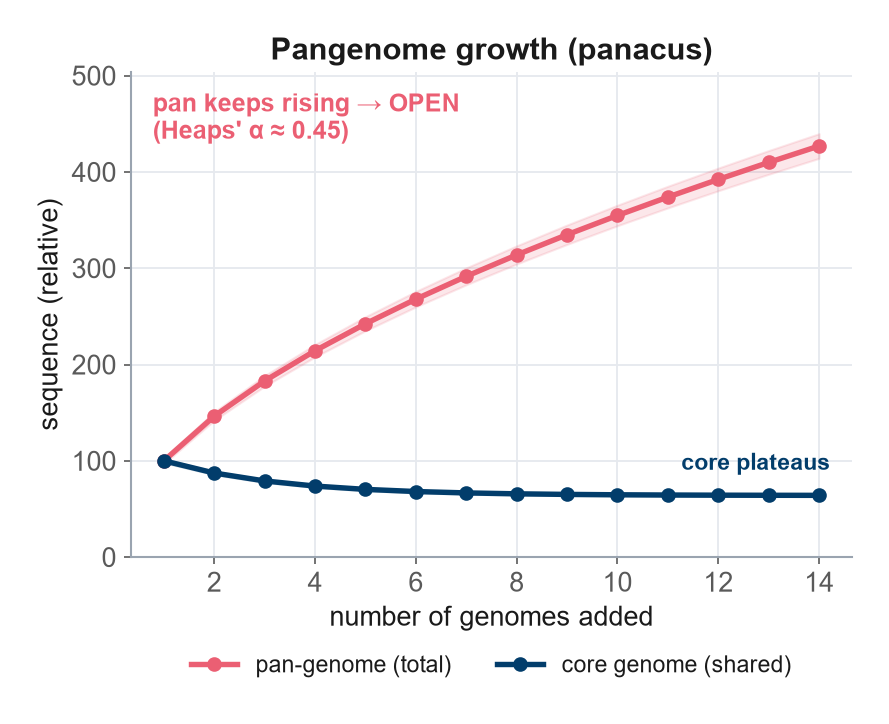 Pangenome growth (panacus)
500
pan keeps rising → OPEN
(Heaps' α ≈ 0.45)
400
300
200
100
0
sequence (relative)
core plateaus
2 4 6 8 10 12 14
number of genomes added
pan-genome (total) core genome (shared)